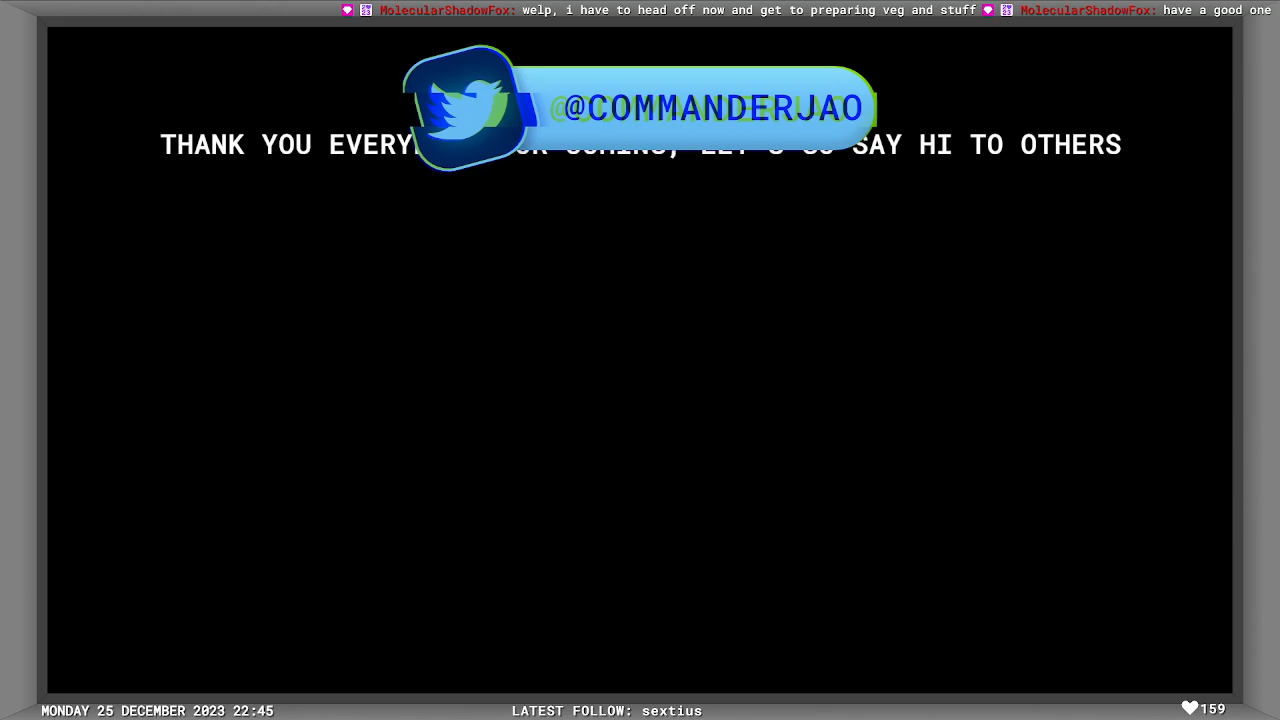 MolecularShadowFox: welp, i have to head off now and get to preparing veg and stuff MolecularShadowFox: have a good one
@COMMANDERJAO
THANK YOU SAY HI TO OTHERS
MONDAY 25 DECEMBER 2023 22:45 LATEST FOLLOW: sextius 159